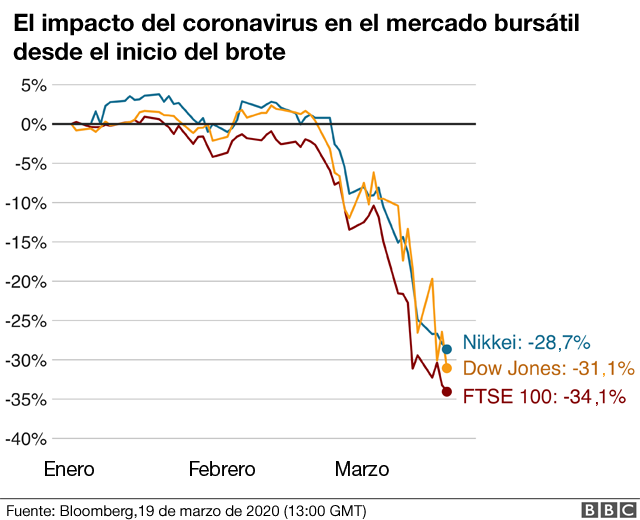 El impacto del coronavirus en el mercado bursátil
desde el inicio del brote
5%
0%
-5%
-10%
-15%
-20%
-25%
-30%
-35%
-40%
Nikkei: -28,7%
Dow Jones: -31,1%
FTSE 100: -34,1%
Enero Febrero Marzo
Fuente: Bloomberg,19 de marzo de 2020 (13:00 GMT)
BBC